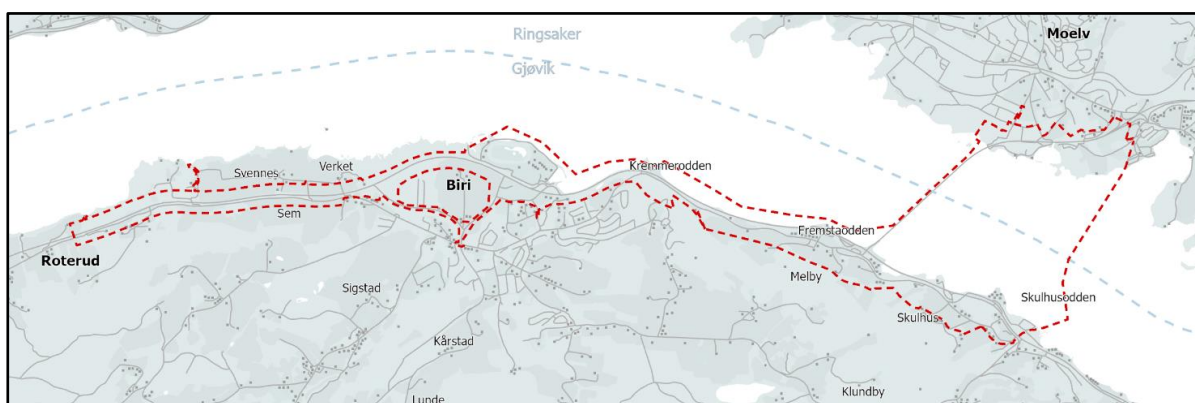 Ringsaker
Moelv
Gjøvik
Kremmerodden
Verket
Svennes
Biri
Sem
Fremstadodden
Roterud
Melby
Sigstad
Skulhusodden
Skulhus
Kårstad
Klundby
Lunde